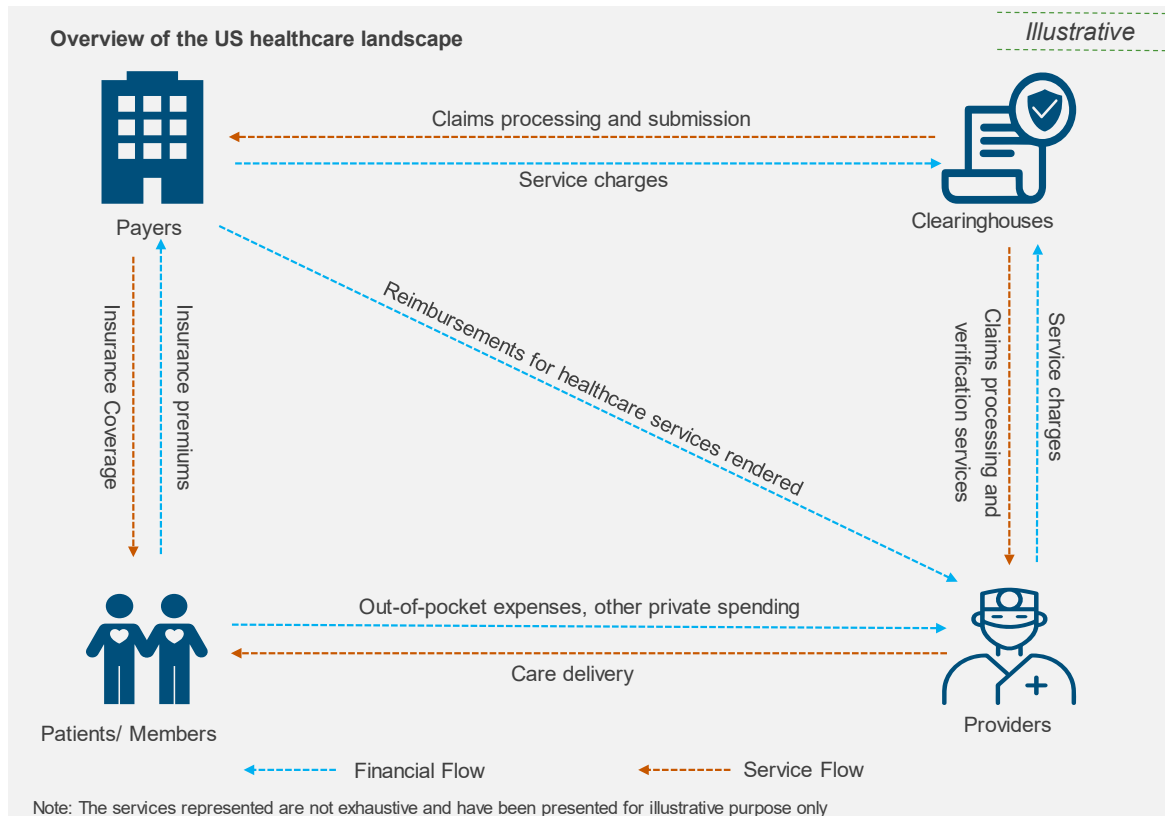 Overview of the US healthcare landscape
Illustrative
Claims processing and submission
Service charges
Payers
Clearinghouses
Insurance Coverage
Insurance premiums
Reimbursements for healthcare services rendered
Claims processing and
verification services
Service charges
Out-of-pocket expenses, other private spending
Care delivery
Patients/ Members
Providers
Financial Flow
Service Flow
Note: The services represented are not exhaustive and have been presented for illustrative purpose only